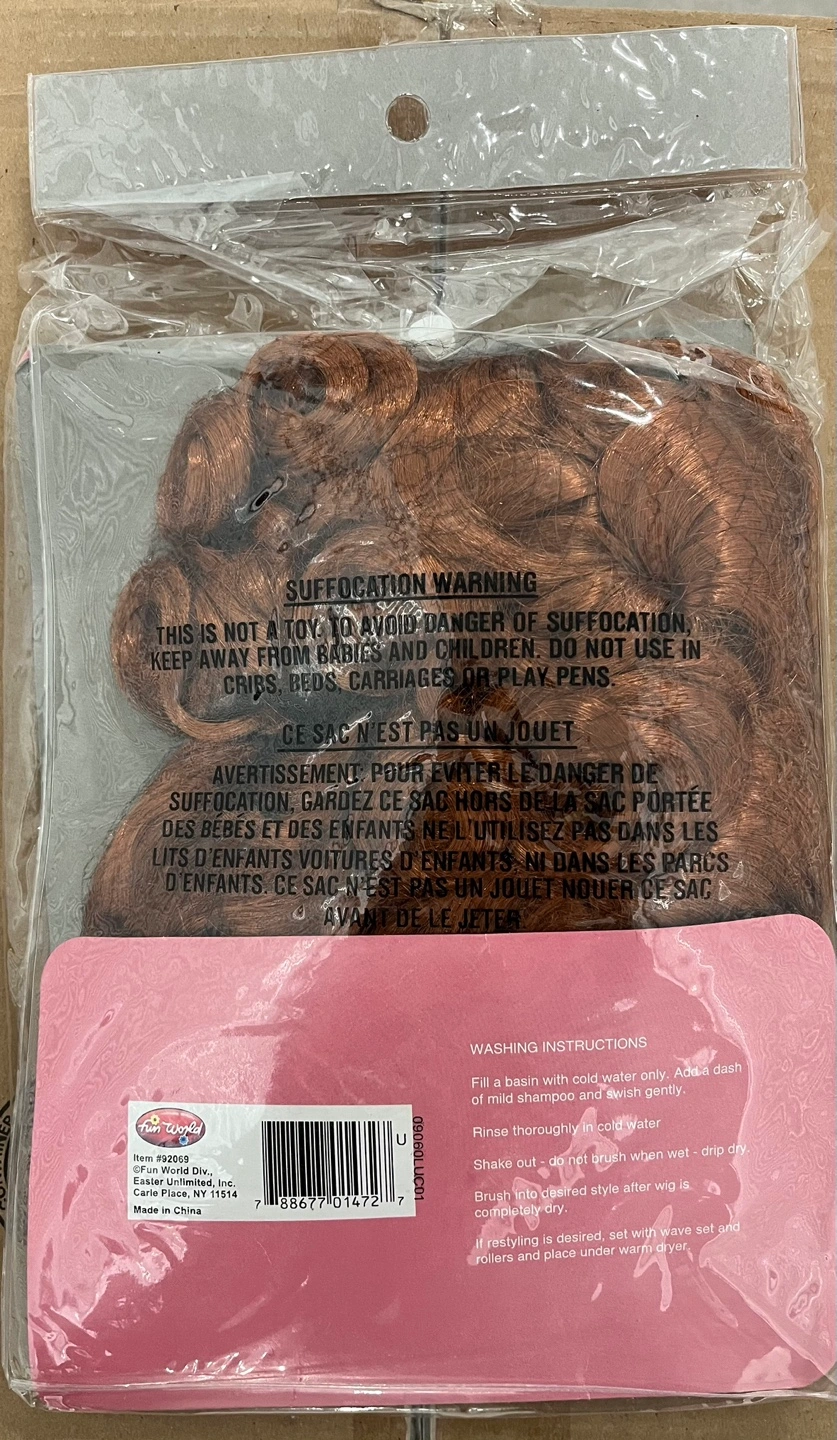 SUFFOCATION WARNING
THIS IS NOT A TOY. TO AVOID DANGER OF SUFFOCATION,
KEEP AWAY FROM BABIES AND CHILDREN. DO NOT USE IN
CRIBS, BEDS, CARRIAGES OR PLAY PENS.
CE SAC N'EST PAS UN JOUET
AVERTISSEMENT: POUR EVITER LE DANGER DE
SUFFOCATION, GARDEZ CE SAC HORS DE LA SAC PORTÉE
DES BÉBÉS ET DES ENFANTS NE L'UTILISEZ PAS DANS LES
LITS D'ENFANTS VOITURES D'ENFANTS, NI DANS LES PARCS
D'ENFANTS. CE SAC N'EST PAS UN JOUET NOUER CE SAC
AVANT DE LE JETER
WASHING INSTRUCTIONS
Fill a basin with cold water only. Add a dash
of mild shampoo and swish gently.
Rinse thoroughly in cold water
Shake out - do not brush when wet - drip dry.
Brush into desired style after wig is
completely dry.
If restyling is desired, set with wave set and
rollers and place under warm dryer.
fun world
Item #92069
©Fun World Div.,
Easter Unlimited, Inc.
Carle Place, NY 11514
Made in China
U
7 88677 01472 7
09060LUC01